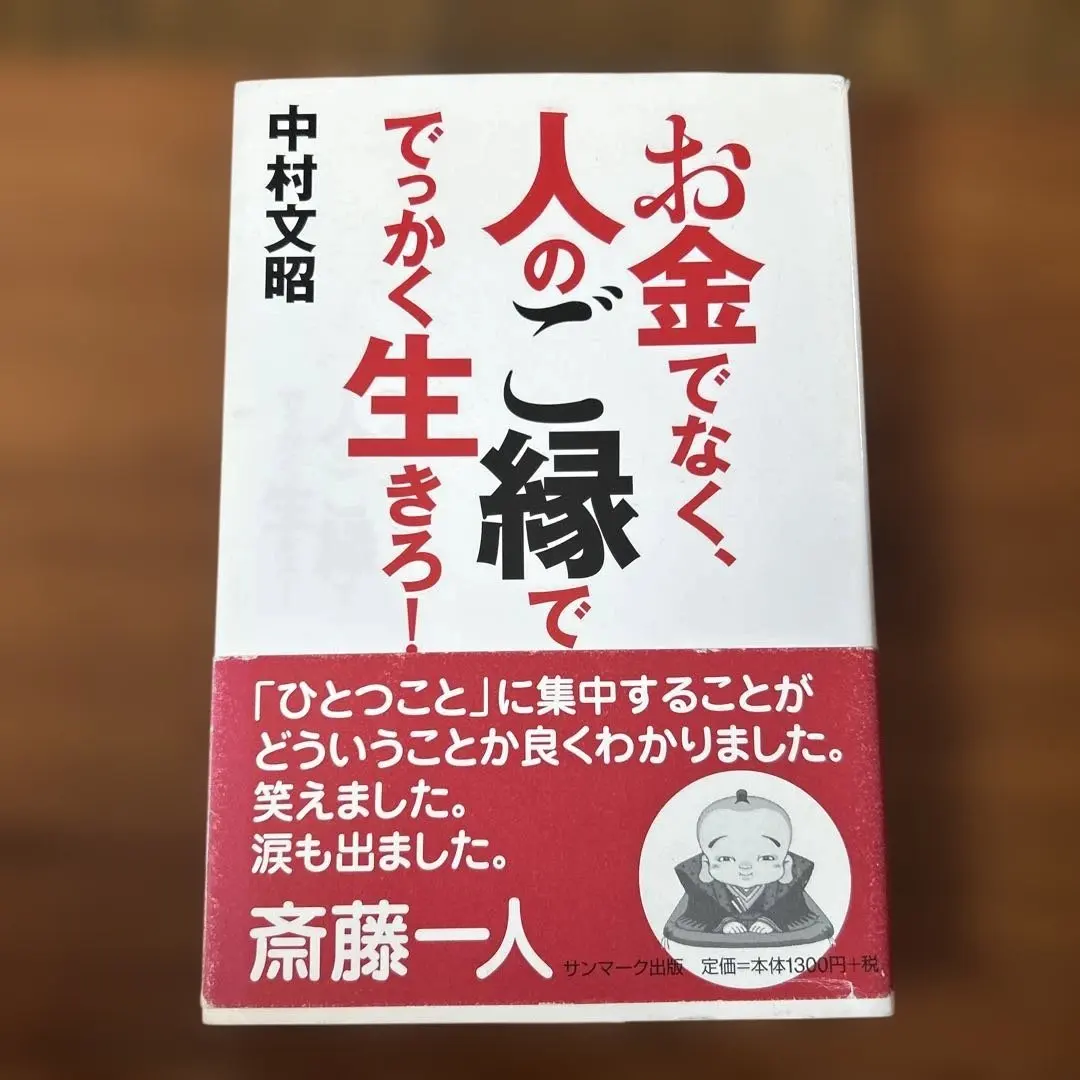 お金でなく、
人のご縁で
でっかく生きろ！
中村文昭
「ひとつこと」に集中することが
どういうことか良くわかりました。
笑えました。
涙も出ました。
斎藤一人
サンマーク出版　定価＝本体1300円＋税